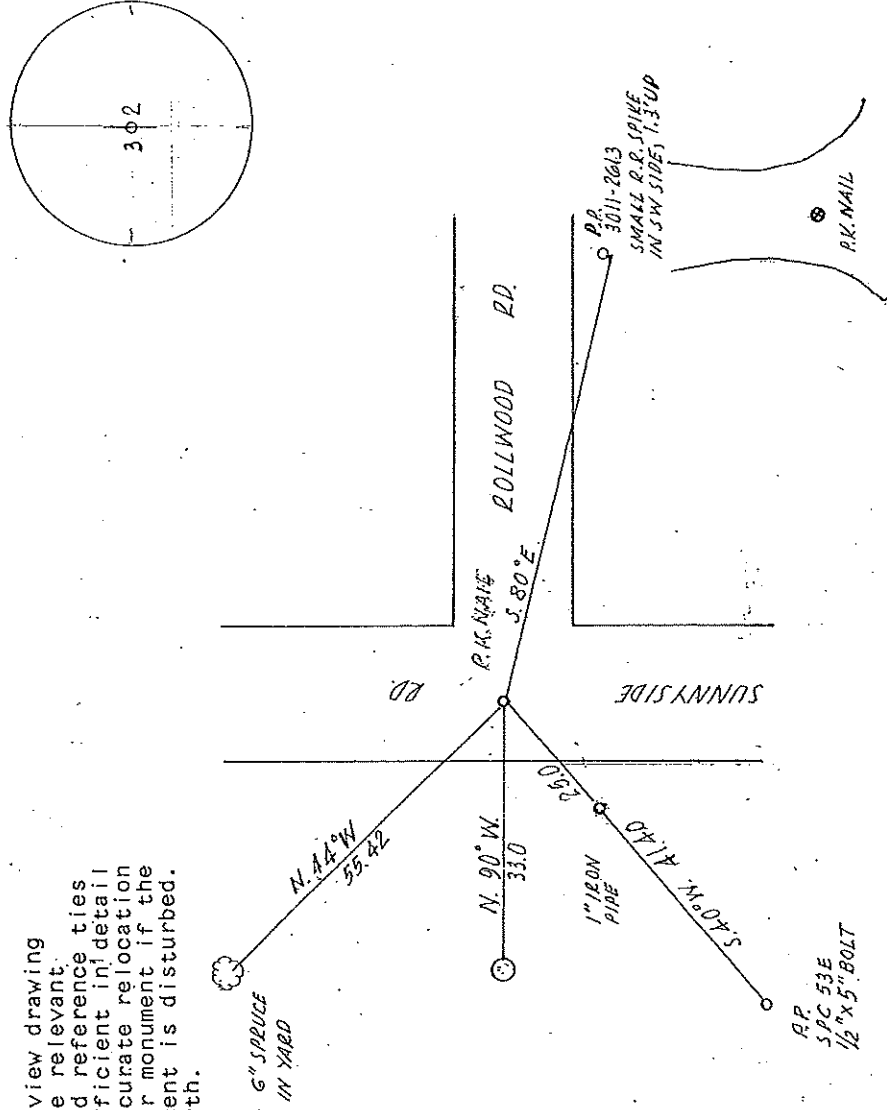 view drawing
e relevant
d reference ties
ficient in detail
curate relocation
r monument if the
ent is disturbed.
th.
3 2
6" SPRUCE
IN YARD
N. 44° W
55.42
RD.
P.K. NAIL
ROLLWOOD RD.
S. 80° E.
P.P.
3011-2613
SMALL R.R. SPIKE
IN SW SIDE, 1.3' UP
N. 90° W.
33.0
25.0
1" IRON
PIPE
S. 40° W. 41.40
SUNNYSIDE
P.K. NAIL
P.P.
SPC 53E
1/2" X 5" BOLT